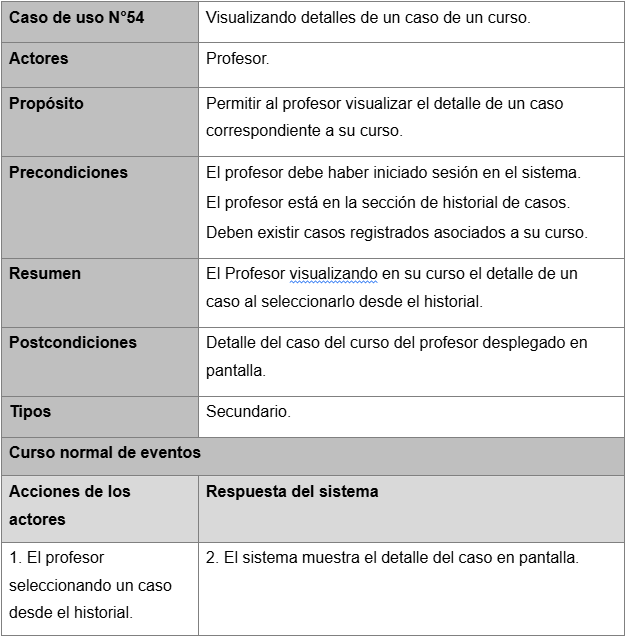 Caso de uso N°54
Visualizando detalles de un caso de un curso.
Actores
Profesor.
Propósito
Permitir al profesor visualizar el detalle de un caso
correspondiente a su curso.
Precondiciones
El profesor debe haber iniciado sesión en el sistema.
El profesor está en la sección de historial de casos.
Deben existir casos registrados asociados a su curso.
Resumen
El Profesor visualizando en su curso el detalle de un
caso al seleccionarlo desde el historial.
Postcondiciones
Detalle del caso del curso del profesor desplegado en
pantalla.
Tipos
Secundario.
Curso normal de eventos
Acciones de los
actores
Respuesta del sistema
1. El profesor
seleccionando un caso
desde el historial.
2. El sistema muestra el detalle del caso en pantalla.